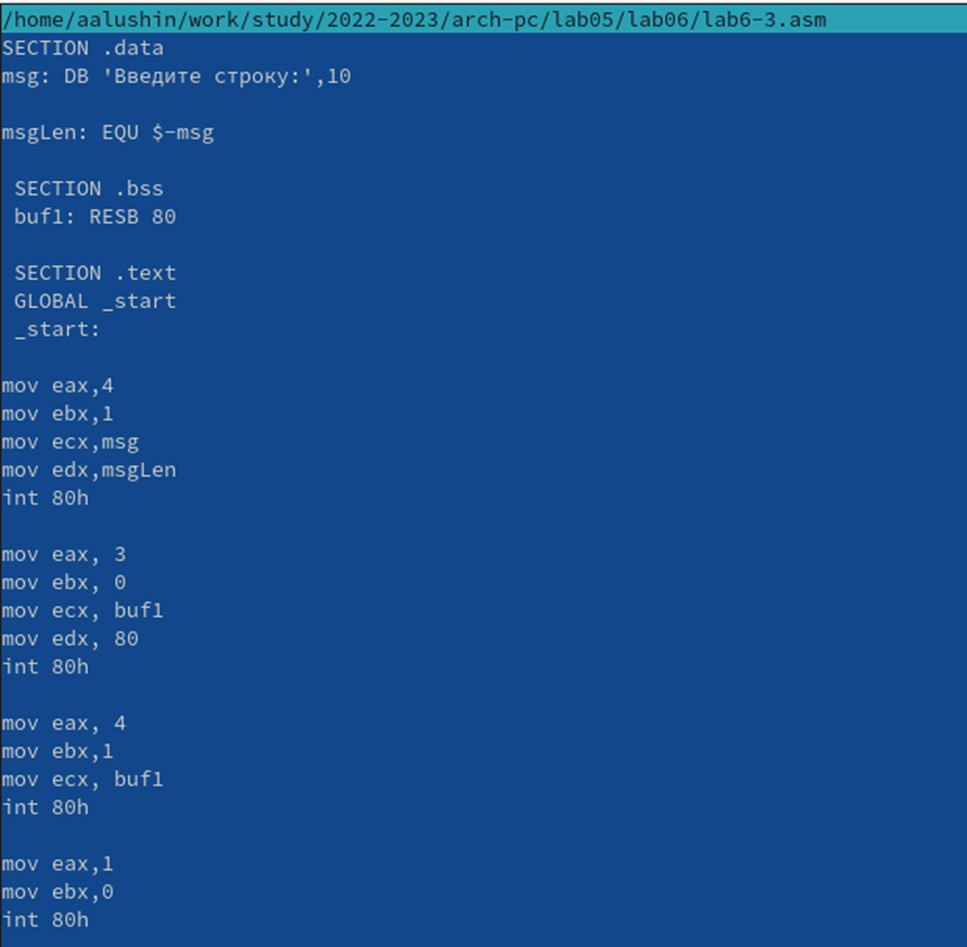 /home/aalushin/work/study/2022-2023/arch-pc/lab05/lab06/lab6-3.asm
SECTION .data
msg: DB 'Введите строку:',10
msgLen: EQU $-msg
SECTION .bss
buf1: RESB 80
SECTION .text
GLOBAL _start
_start:
mov eax,4
mov ebx,1
mov ecx,msg
mov edx,msgLen
int 80h
mov eax, 3
mov ebx, 0
mov ecx, buf1
mov edx, 80
int 80h
mov eax, 4
mov ebx,1
mov ecx, buf1
int 80h
mov eax,1
mov ebx,0
int 80h